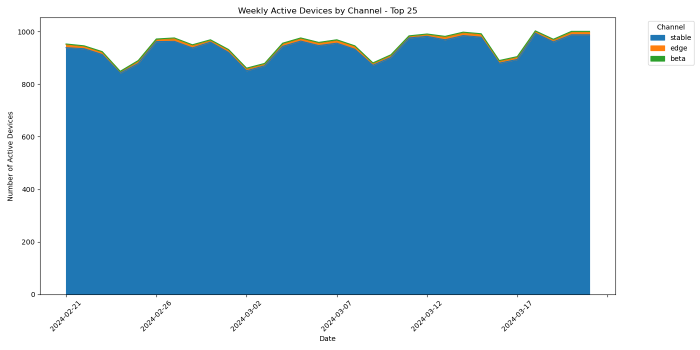 Weekly Active Devices by Channel - Top 25
Channel
stable
edge
beta
Number of Active Devices
1000
800
600
400
200
0
2024-02-21
2024-02-26
2024-03-02
2024-03-07
2024-03-12
2024-03-17
Date